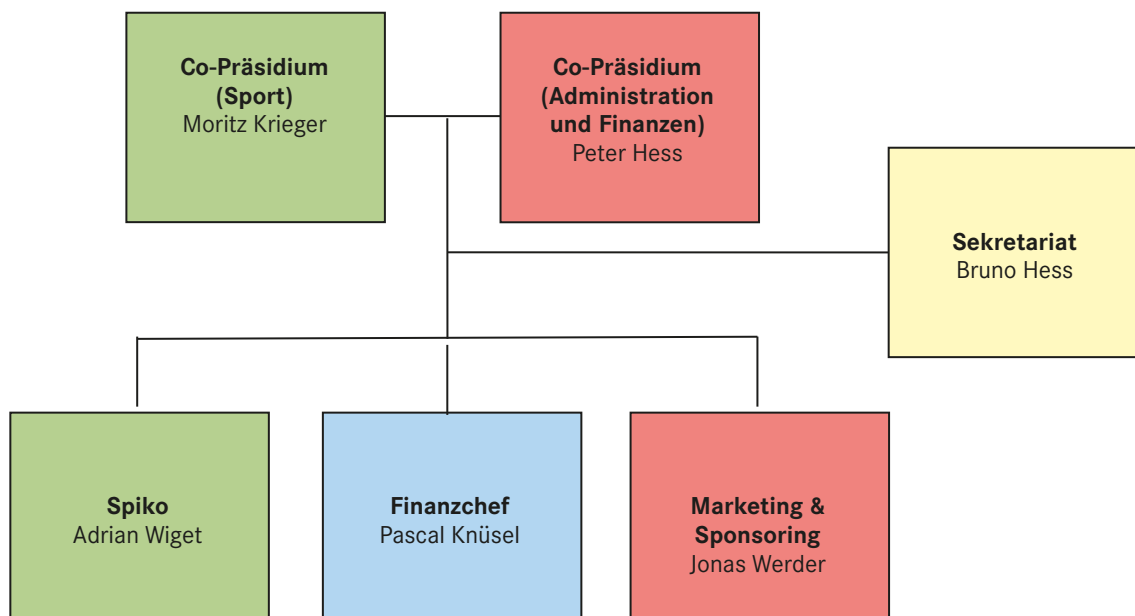 Co-Präsidium
(Sport)
Moritz Krieger
Co-Präsidium
(Administration
und Finanzen)
Peter Hess
Sekretariat
Bruno Hess
Spiko
Adrian Wiget
Finanzchef
Pascal Knüsel
Marketing &
Sponsoring
Jonas Werder